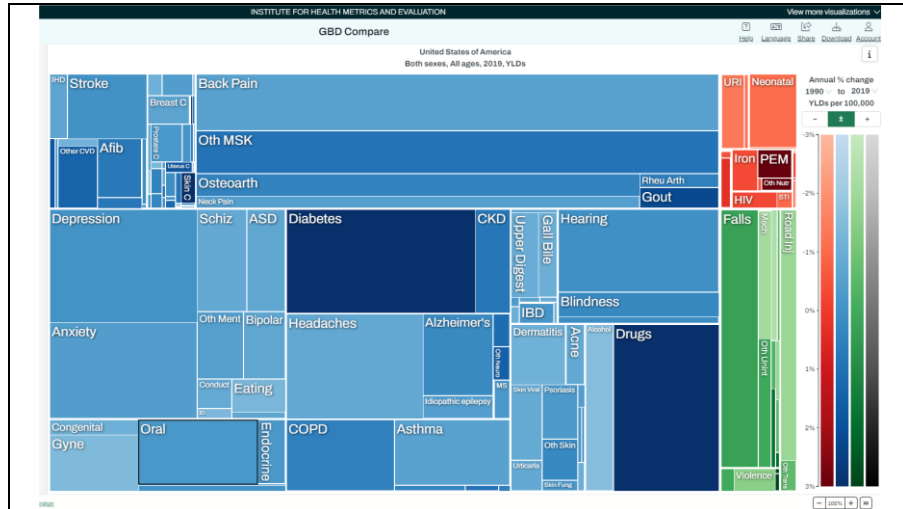 INSTITUTE FOR HEALTH METRICS AND EVALUATION
View more visualizations
GBD Compare
Help Language Share Download Account
United States of America
Both sexes, All ages, 2019, YLDs
i
IHD
Stroke
Breast C
Prostate C
Other CVD
Afib
Uterus C
Skin C
Back Pain
Oth MSK
Osteoarth
Rheu Arth
Neck Pain
Gout
URI
Neonatal
Iron
PEM
Oth Nutr
HIV
STI
Annual % change
1990 to 2019
YLDs per 100,000
- ± +
-3%
-2%
-1%
0%
1%
2%
3%
Depression
Schiz
ASD
Anxiety
Oth Ment
Bipolar
Conduct
Eating
ID
Diabetes
CKD
Headaches
Alzheimer's
Oth Neuro
MS
Idiopathic epilepsy
Upper Digest
Gall Bile
IBD
Hearing
Blindness
Dermatitis
Acne
Alcohol
Drugs
Skin Viral
Psoriasis
Oth Skin
Urticaria
Skin Fung
Falls
Mech
Road Inj
Oth Unint
Violence
Oth Trans
Congenital
Gyne
Oral
Endocrine
COPD
Asthma
- 100% +